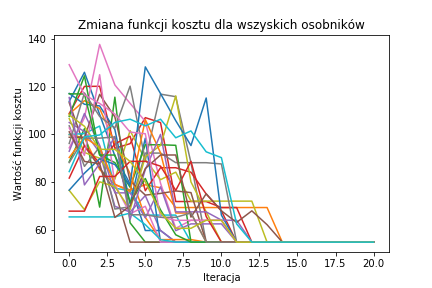 Zmiana funkcji kosztu dla wszyskich osobników
Wartość funkcji kosztu
140
120
100
80
60
0.0 2.5 5.0 7.5 10.0 12.5 15.0 17.5 20.0
Iteracja